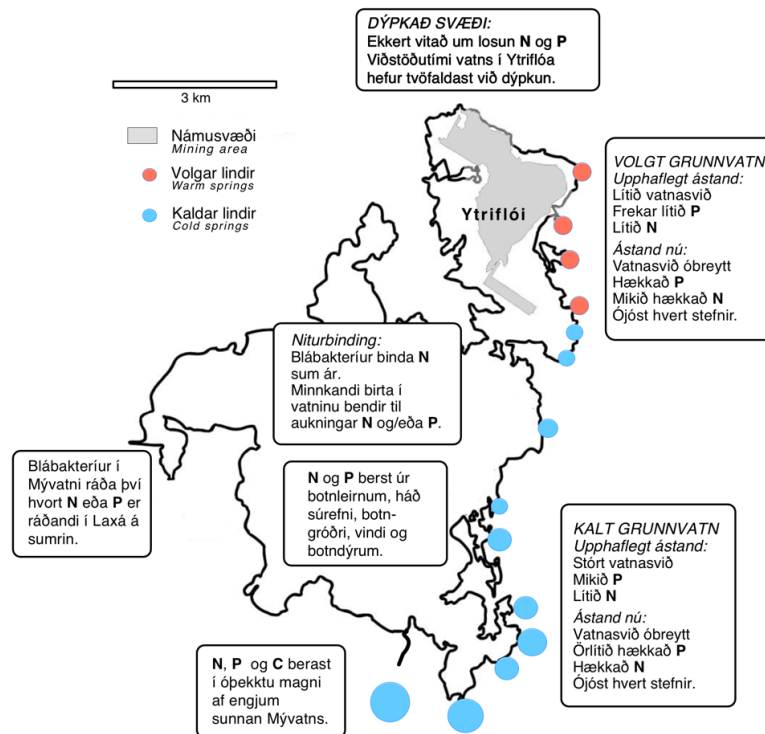 DÝPKAÐ SVÆÐI:
Ekkert vitað um losun N og P
Viðstöðutími vatns í Ytriflóa
hefur tvöfaldast við dýpkun.
3 km
Námusvæði
Mining area
Volgar lindir
Warm springs
Kaldar lindir
Cold springs
Ytriflói
VOLGT GRUNNVATN
Upphaflegt ástand:
Lítið vatnasvið
Frekar lítið P
Lítið N
Ástand nú:
Vatnasvið óbreytt
Hækkað P
Mikið hækkað N
Ójóst hvert stefnir.
Niturbinding:
Blábakteríur binda N
sum ár.
Minnkandi birta í
vatninu bendir til
aukningar N og/eða P.
Blábakteríur í
Mývatni ráða því
hvort N eða P er
ráðandi í Laxá á
sumrin.
N og P berst úr
botnleirnum, háð
súrefni, botn-
gróðri, vindi og
botndýrum.
KALT GRUNNVATN
Upphaflegt ástand:
Stórt vatnasvið
Mikið P
Lítið N
Ástand nú:
Vatnasvið óbreytt
Örlítið hækkað P
Hækkað N
Ójóst hvert stefnir.
N, P og C berast
í óþekktu magni
af engjum
sunnan Mývatns.